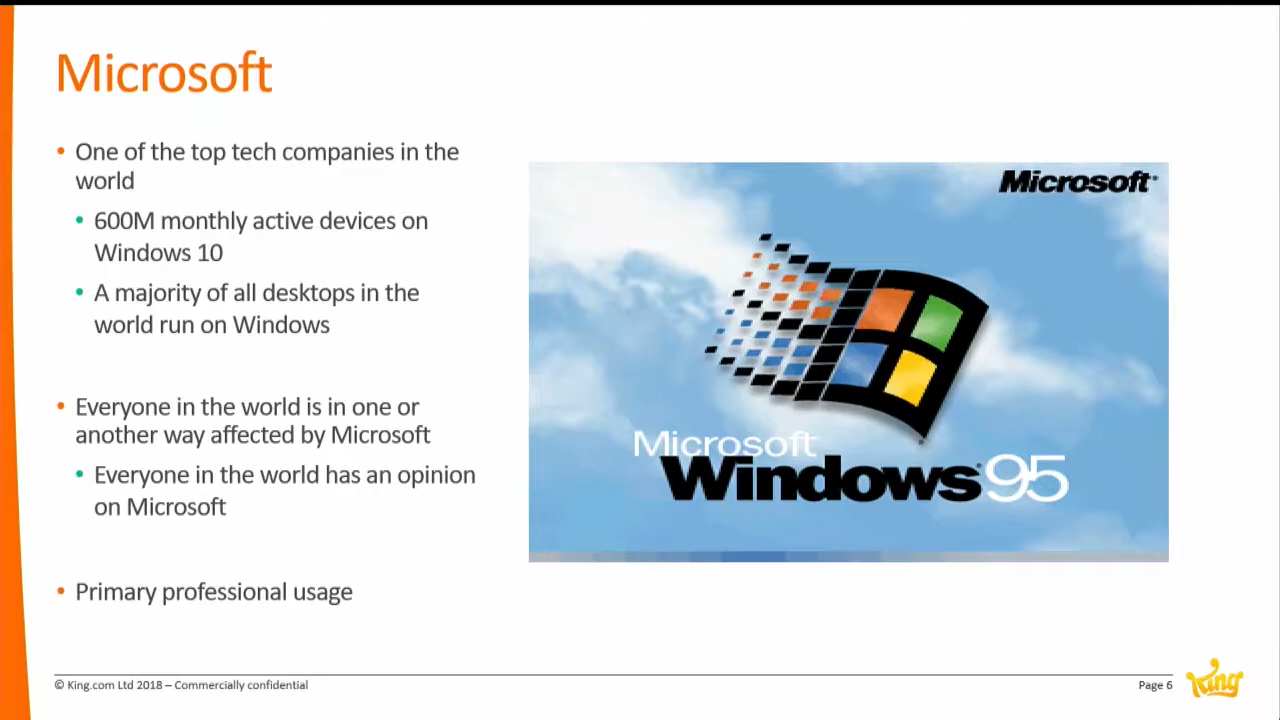 Microsoft
• One of the top tech companies in the
world
• 600M monthly active devices on
Windows 10
• A majority of all desktops in the
world run on Windows
• Everyone in the world is in one or
another way affected by Microsoft
• Everyone in the world has an opinion
on Microsoft
• Primary professional usage
Microsoft
Microsoft
Windows 95
© King.com Ltd 2018 – Commercially confidential
Page 6
King